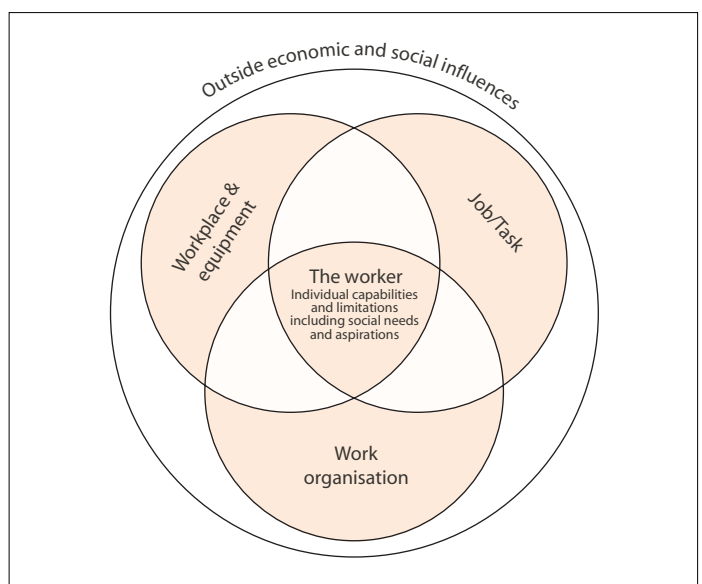 Outside economic and social influences
Workplace &
equipment
Job/Task
The worker
Individual capabilities
and limitations
including social needs
and aspirations
Work
organisation